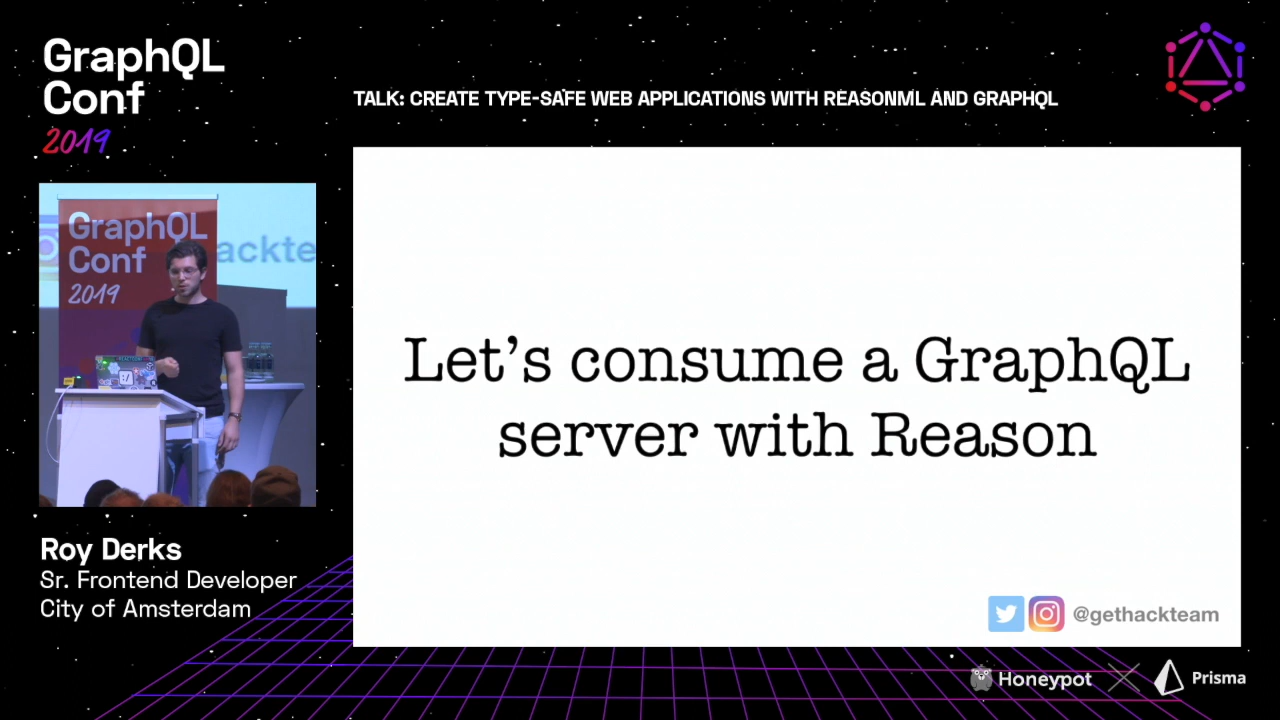 GraphQL
Conf
2019
TALK: CREATE TYPE-SAFE WEB APPLICATIONS WITH REASONML AND GRAPHQL
GraphQL
Conf
2019
ackte
Let’s consume a GraphQL
server with Reason
@gethackteam
Roy Derks
Sr. Frontend Developer
City of Amsterdam
Honeypot
Prisma